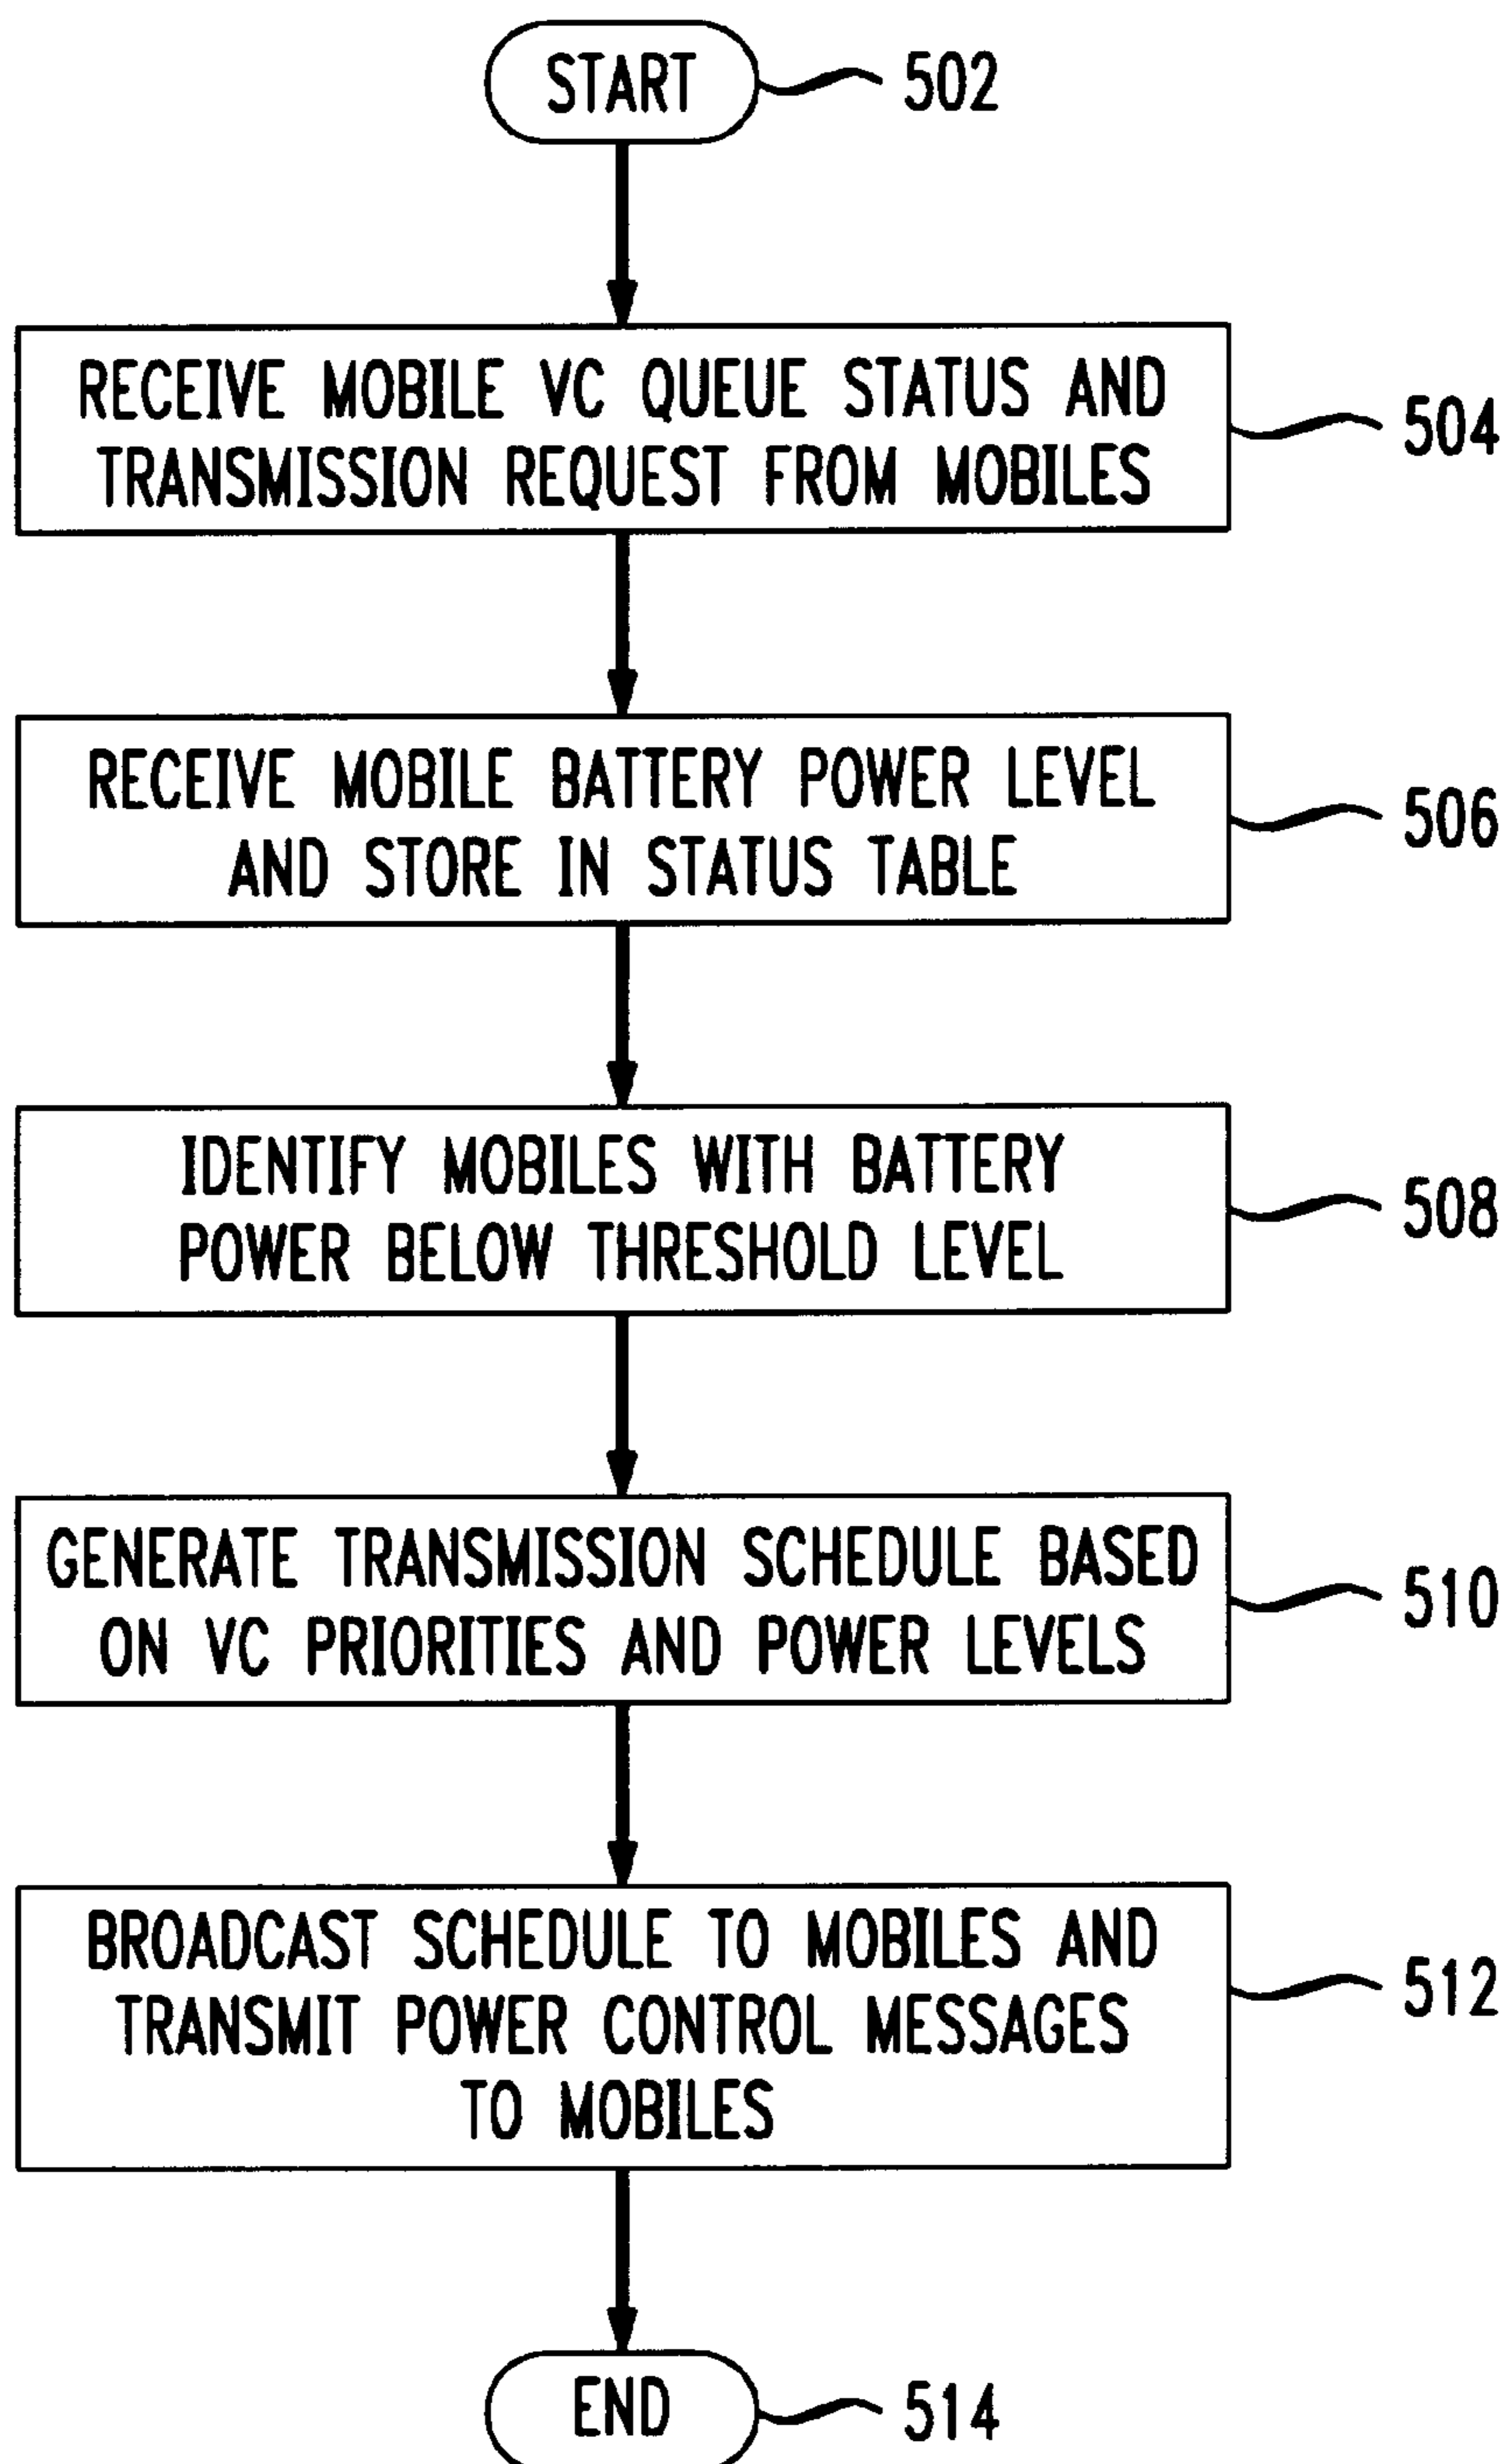 START
502
RECEIVE MOBILE VC QUEUE STATUS AND
TRANSMISSION REQUEST FROM MOBILES
504
RECEIVE MOBILE BATTERY POWER LEVEL
AND STORE IN STATUS TABLE
506
IDENTIFY MOBILES WITH BATTERY
POWER BELOW THRESHOLD LEVEL
508
GENERATE TRANSMISSION SCHEDULE BASED
ON VC PRIORITIES AND POWER LEVELS
510
BROADCAST SCHEDULE TO MOBILES AND
TRANSMIT POWER CONTROL MESSAGES
TO MOBILES
512
END
514